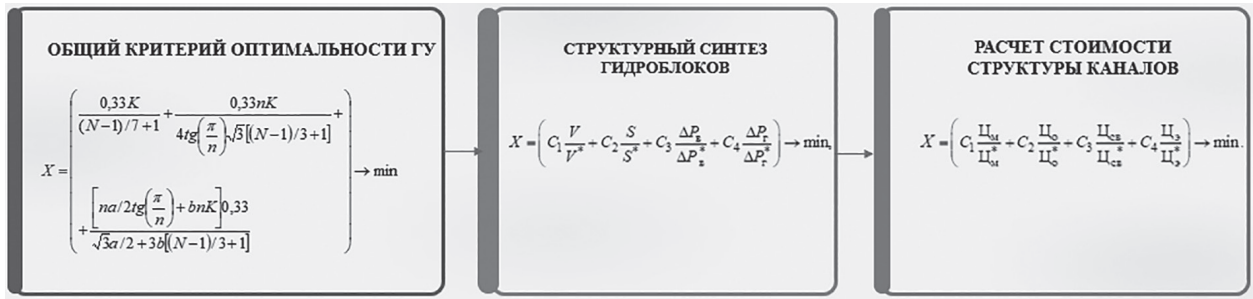 ОБЩИЙ КРИТЕРИЙ ОПТИМАЛЬНОСТИ ГУ
X = ( 0,33K / ((N−1)/7+1) + 0,33nK / (4tg(π/n)√3[(N−1)/3+1]) +
+ [na/2tg(π/n)+bnK]0,33 / (√3a/2+3b[(N−1)/3+1]) ) → min
СТРУКТУРНЫЙ СИНТЕЗ
ГИДРОБЛОКОВ
X = (C₁ V/V* + C₂ S/S* + C₃ ΔPв/ΔPв* + C₄ ΔPг/ΔPг*) → min,
РАСЧЕТ СТОИМОСТИ
СТРУКТУРЫ КАНАЛОВ
X = (C₁ Цм/Цм* + C₂ Цо/Цо* + C₃ Цсв/Цсв* + C₄ Цэ/Цэ*) → min.